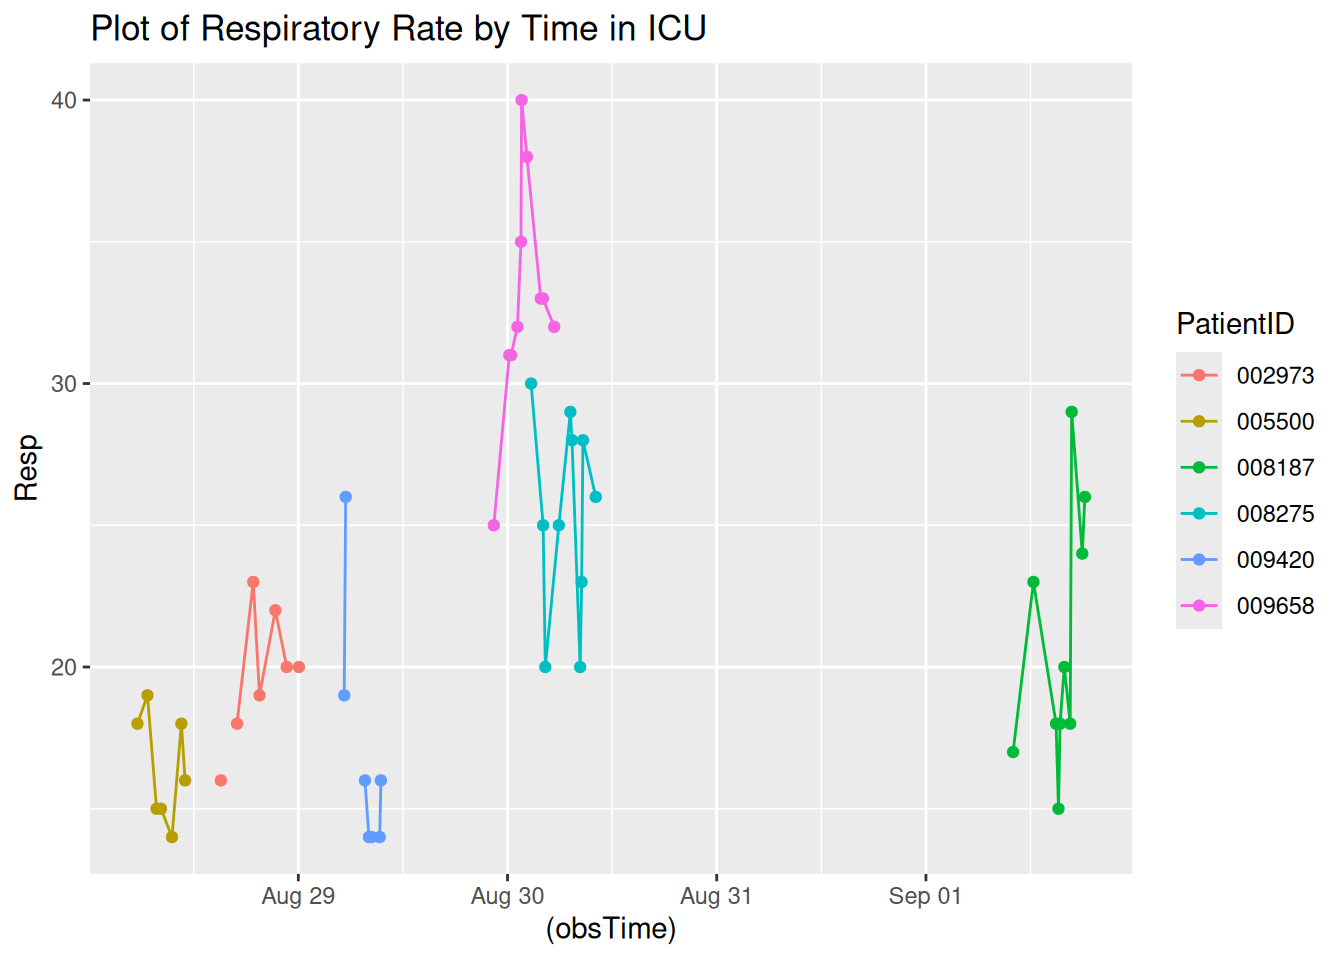 Plot of Respiratory Rate by Time in ICU
40
30
20
Resp
Aug 29
Aug 30
Aug 31
Sep 01
(obsTime)
PatientID
002973
005500
008187
008275
009420
009658